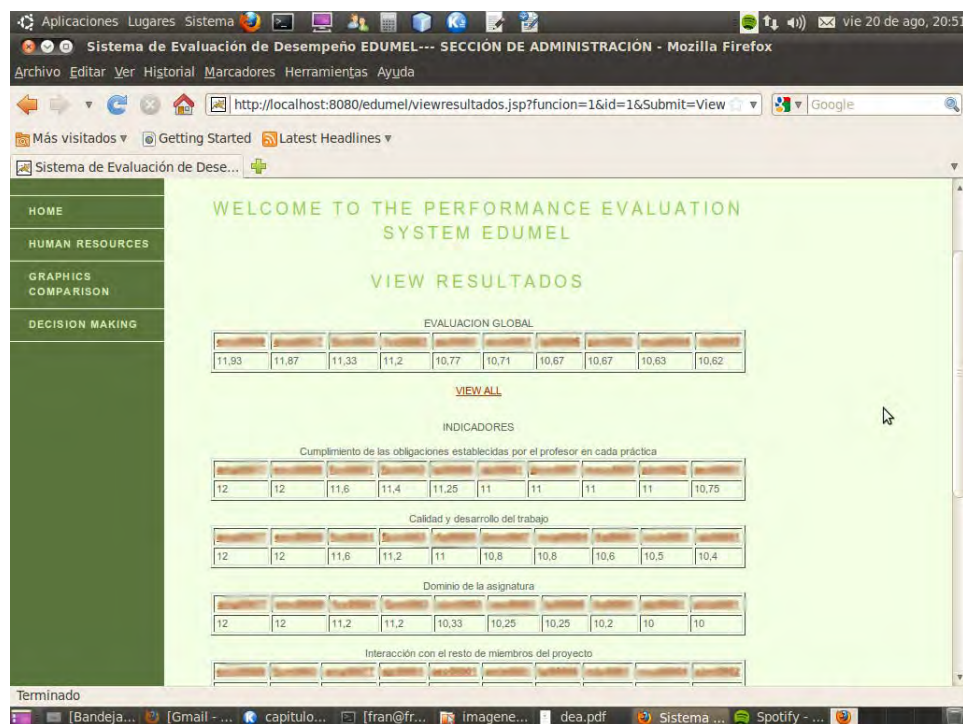 Aplicaciones Lugares Sistema vie 20 de ago, 20:51
Sistema de Evaluación de Desempeño EDUMEL--- SECCIÓN DE ADMINISTRACIÓN - Mozilla Firefox
Archivo Editar Ver Historial Marcadores Herramientas Ayuda
http://localhost:8080/edumel/viewresultados.jsp?funcion=1&id=1&Submit=View Google
Más visitados Getting Started Latest Headlines
Sistema de Evaluación de Dese...
HOME
HUMAN RESOURCES
GRAPHICS
COMPARISON
DECISION MAKING
WELCOME TO THE PERFORMANCE EVALUATION
SYSTEM EDUMEL
VIEW RESULTADOS
EVALUACION GLOBAL
11,93 11,87 11,33 11,2 10,77 10,71 10,67 10,67 10,63 10,62
VIEW ALL
INDICADORES
Cumplimiento de las obligaciones establecidas por el profesor en cada práctica
12 12 11,6 11,4 11,25 11 11 11 11 10,75
Calidad y desarrollo del trabajo
12 12 11,6 11,2 11 10,8 10,8 10,6 10,5 10,4
Dominio de la asignatura
12 12 11,2 11,2 10,33 10,25 10,25 10,2 10 10
Interacción con el resto de miembros del proyecto
Terminado
[Bandeja... [Gmail - ... capitulo... [fran@fr... imagene... dea.pdf Sistema ... Spotify - ...